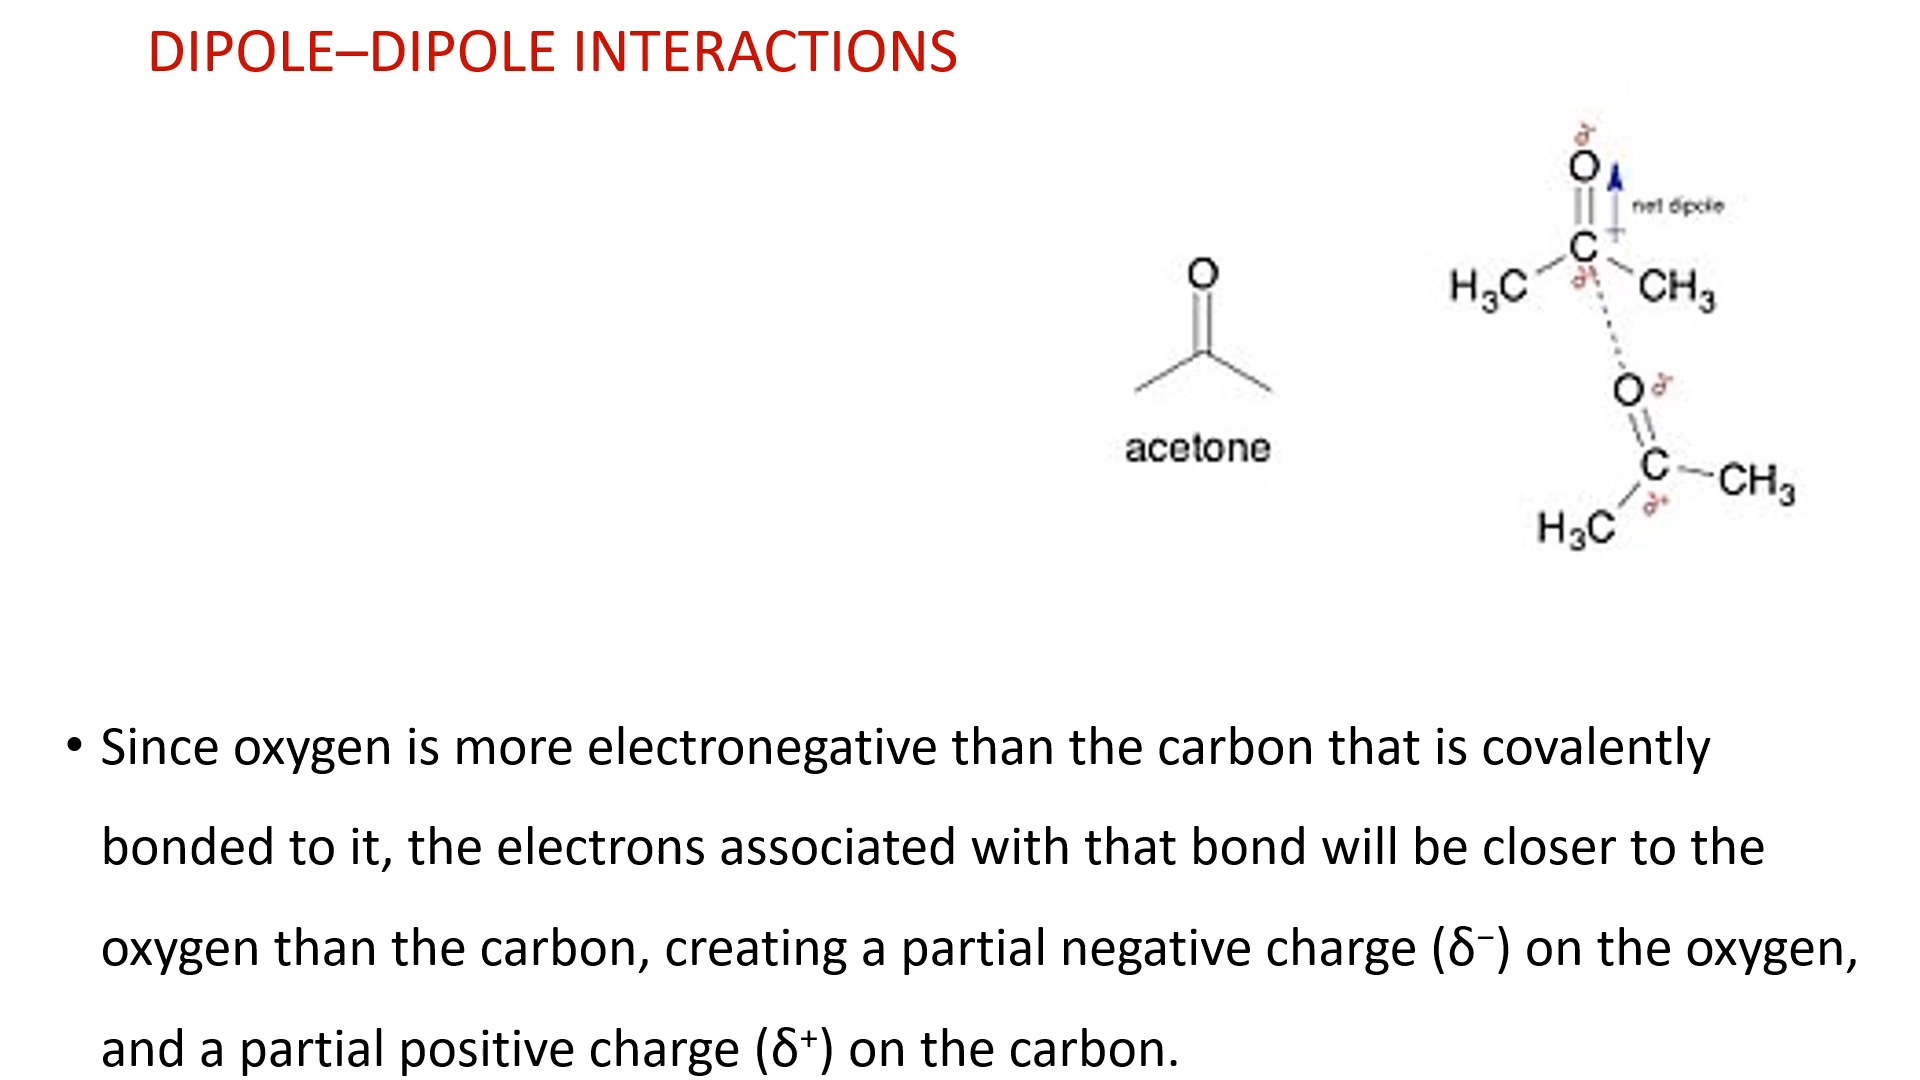 DIPOLE–DIPOLE INTERACTIONS
δ-
O
net dipole
C
δ+
H₃C
CH₃
O
acetone
O δ-
C
CH₃
δ+
H₃C
• Since oxygen is more electronegative than the carbon that is covalently
bonded to it, the electrons associated with that bond will be closer to the
oxygen than the carbon, creating a partial negative charge (δ⁻) on the oxygen,
and a partial positive charge (δ⁺) on the carbon.